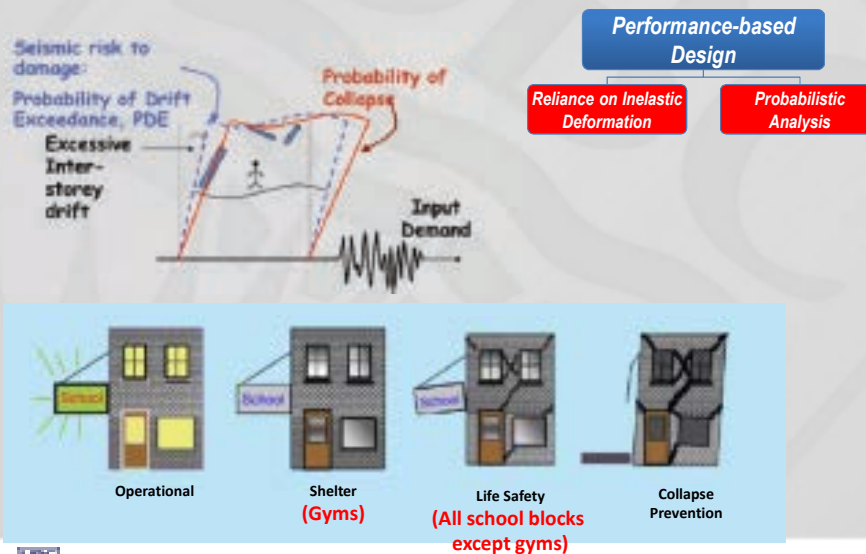 Performance-based
Design
Reliance on Inelastic
Deformation
Probabilistic
Analysis
Seismic risk to
damage:
Probability of Drift
Exceedance, PDE
Probability of
Collapse
Excessive
Inter-
storey
drift
Input
Demand
School
School
School
Operational
Shelter
(Gyms)
Life Safety
(All school blocks
except gyms)
Collapse
Prevention